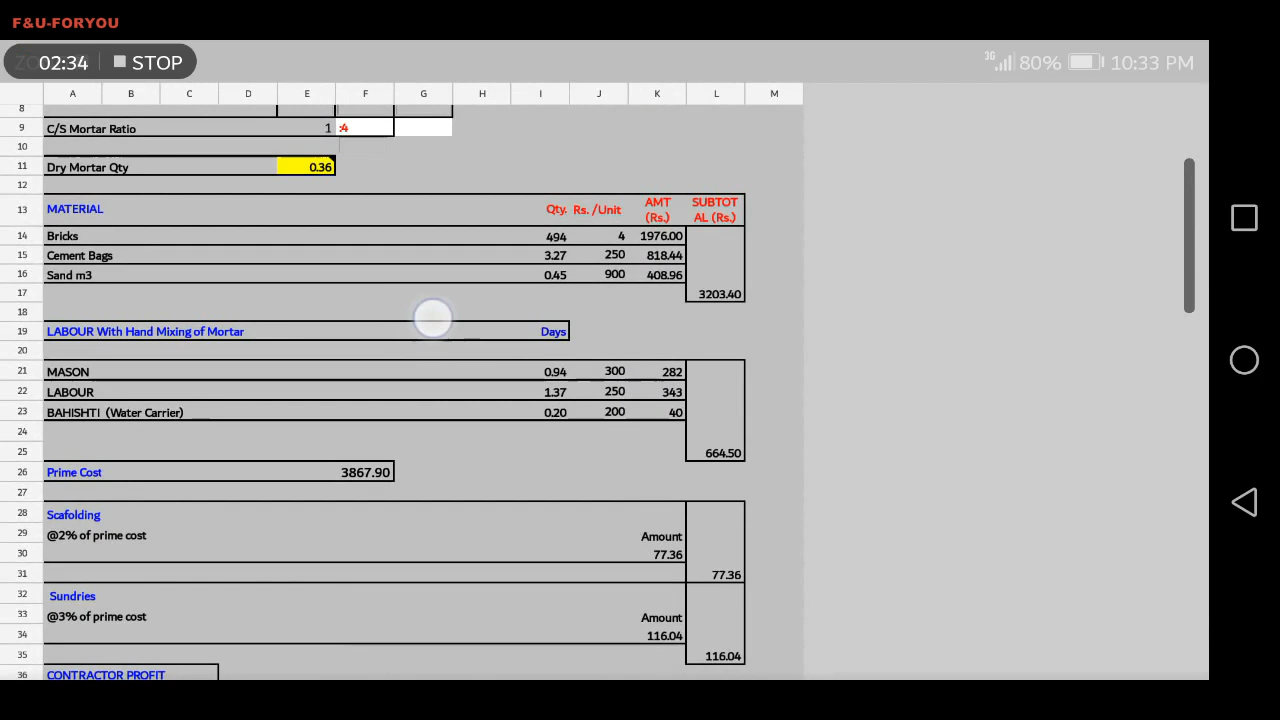 F&U-FORYOU
02:34 STOP 3G 80% 10:33 PM
A B C D E F G H I J K L M
8
9 C/S Mortar Ratio 1 :4
10
11 Dry Mortar Qty 0.36
12
13 MATERIAL Qty. Rs. /Unit AMT (Rs.) SUBTOT AL (Rs.)
14 Bricks 494 4 1976.00
15 Cement Bags 3.27 250 818.44
16 Sand m3 0.45 900 408.96
17 3203.40
18
19 LABOUR With Hand Mixing of Mortar Days
20
21 MASON 0.94 300 282
22 LABOUR 1.37 250 343
23 BAHISHTI (Water Carrier) 0.20 200 40
24
25 664.50
26 Prime Cost 3867.90
27
28 Scafolding
29 @2% of prime cost Amount
30 77.36
31 77.36
32 Sundries
33 @3% of prime cost Amount
34 116.04
35 116.04
36 CONTRACTOR PROFIT